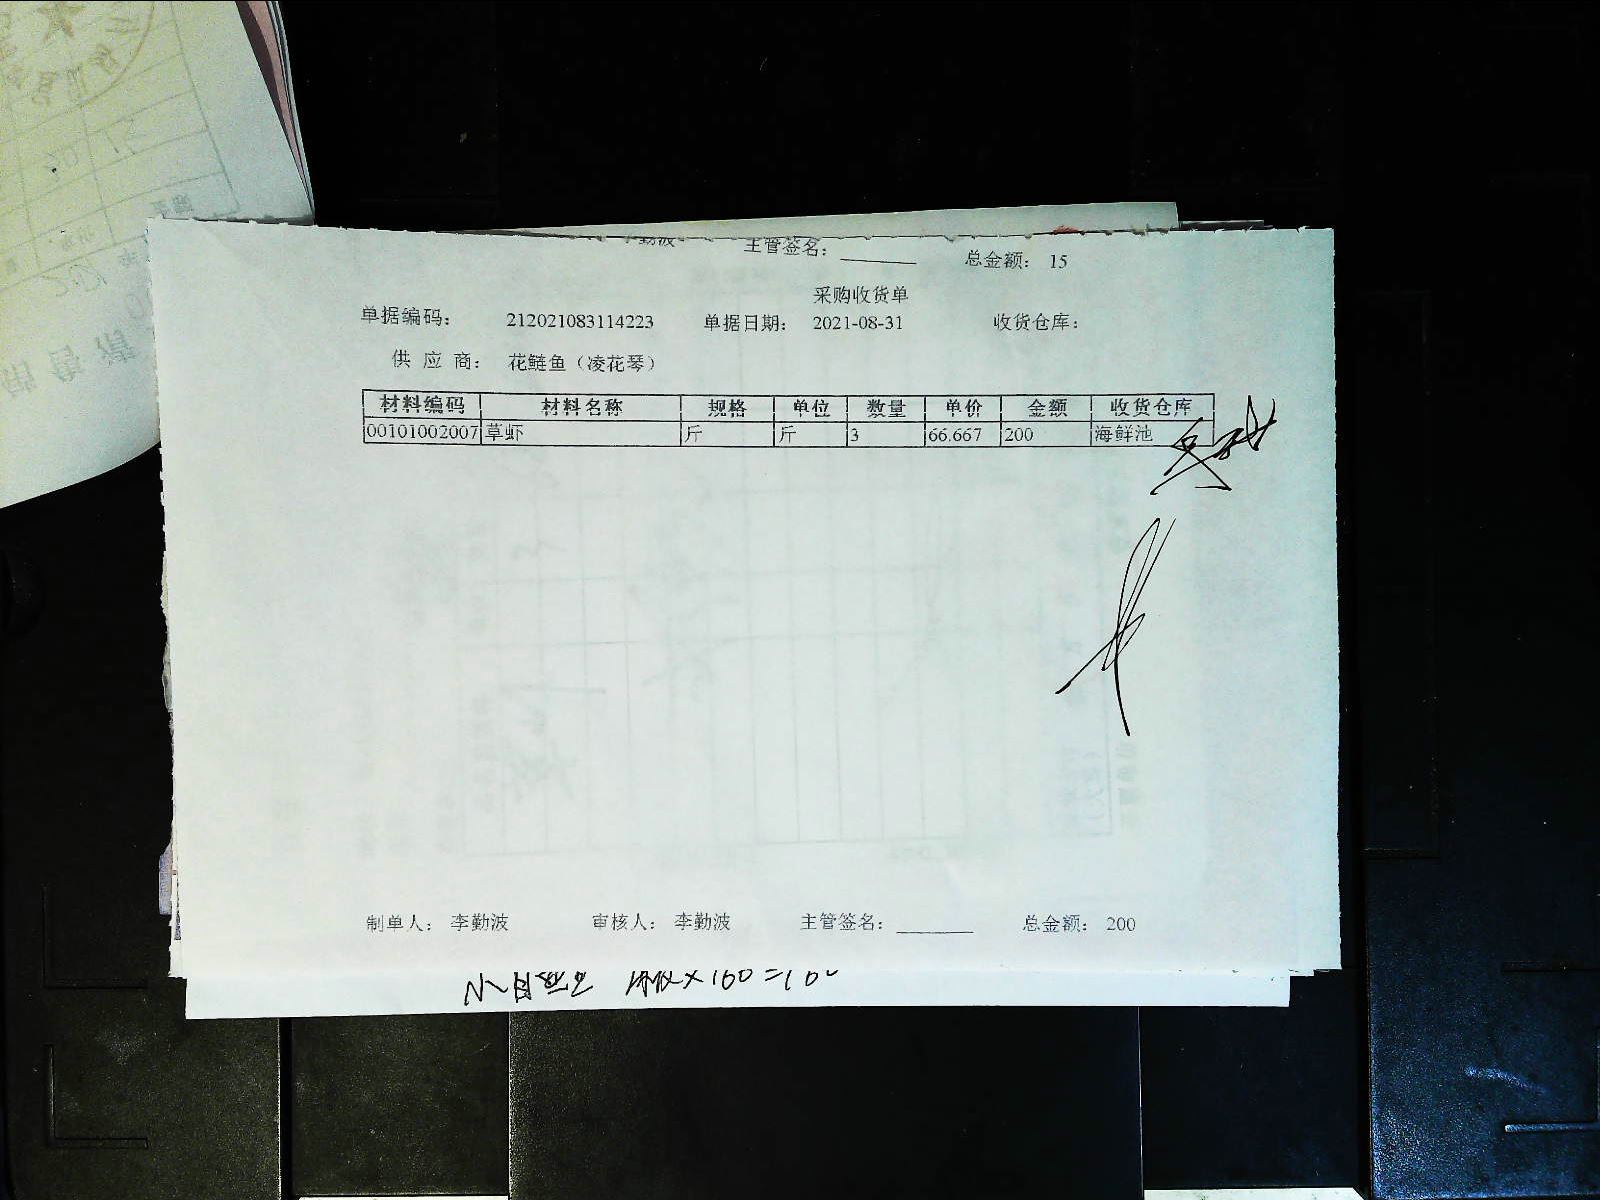 李勤波 主管签名： 总金额： 15
采购收货单
单据编码： 212021083114223 单据日期： 2021-08-31 收货仓库：
供 应 商： 花鲢鱼（凌花琴）
材料编码 材料名称 规格 单位 数量 单价 金额 收货仓库
00101002007 草虾 斤 斤 3 66.667 200 海鲜池
制单人： 李勤波 审核人： 李勤波 主管签名： 总金额： 200